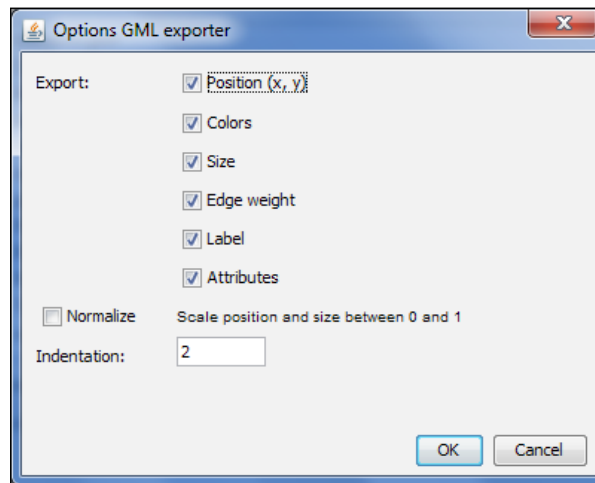 Options GML exporter
Export:
Position (x, y)
Colors
Size
Edge weight
Label
Attributes
Normalize Scale position and size between 0 and 1
Indentation: 2
OK Cancel